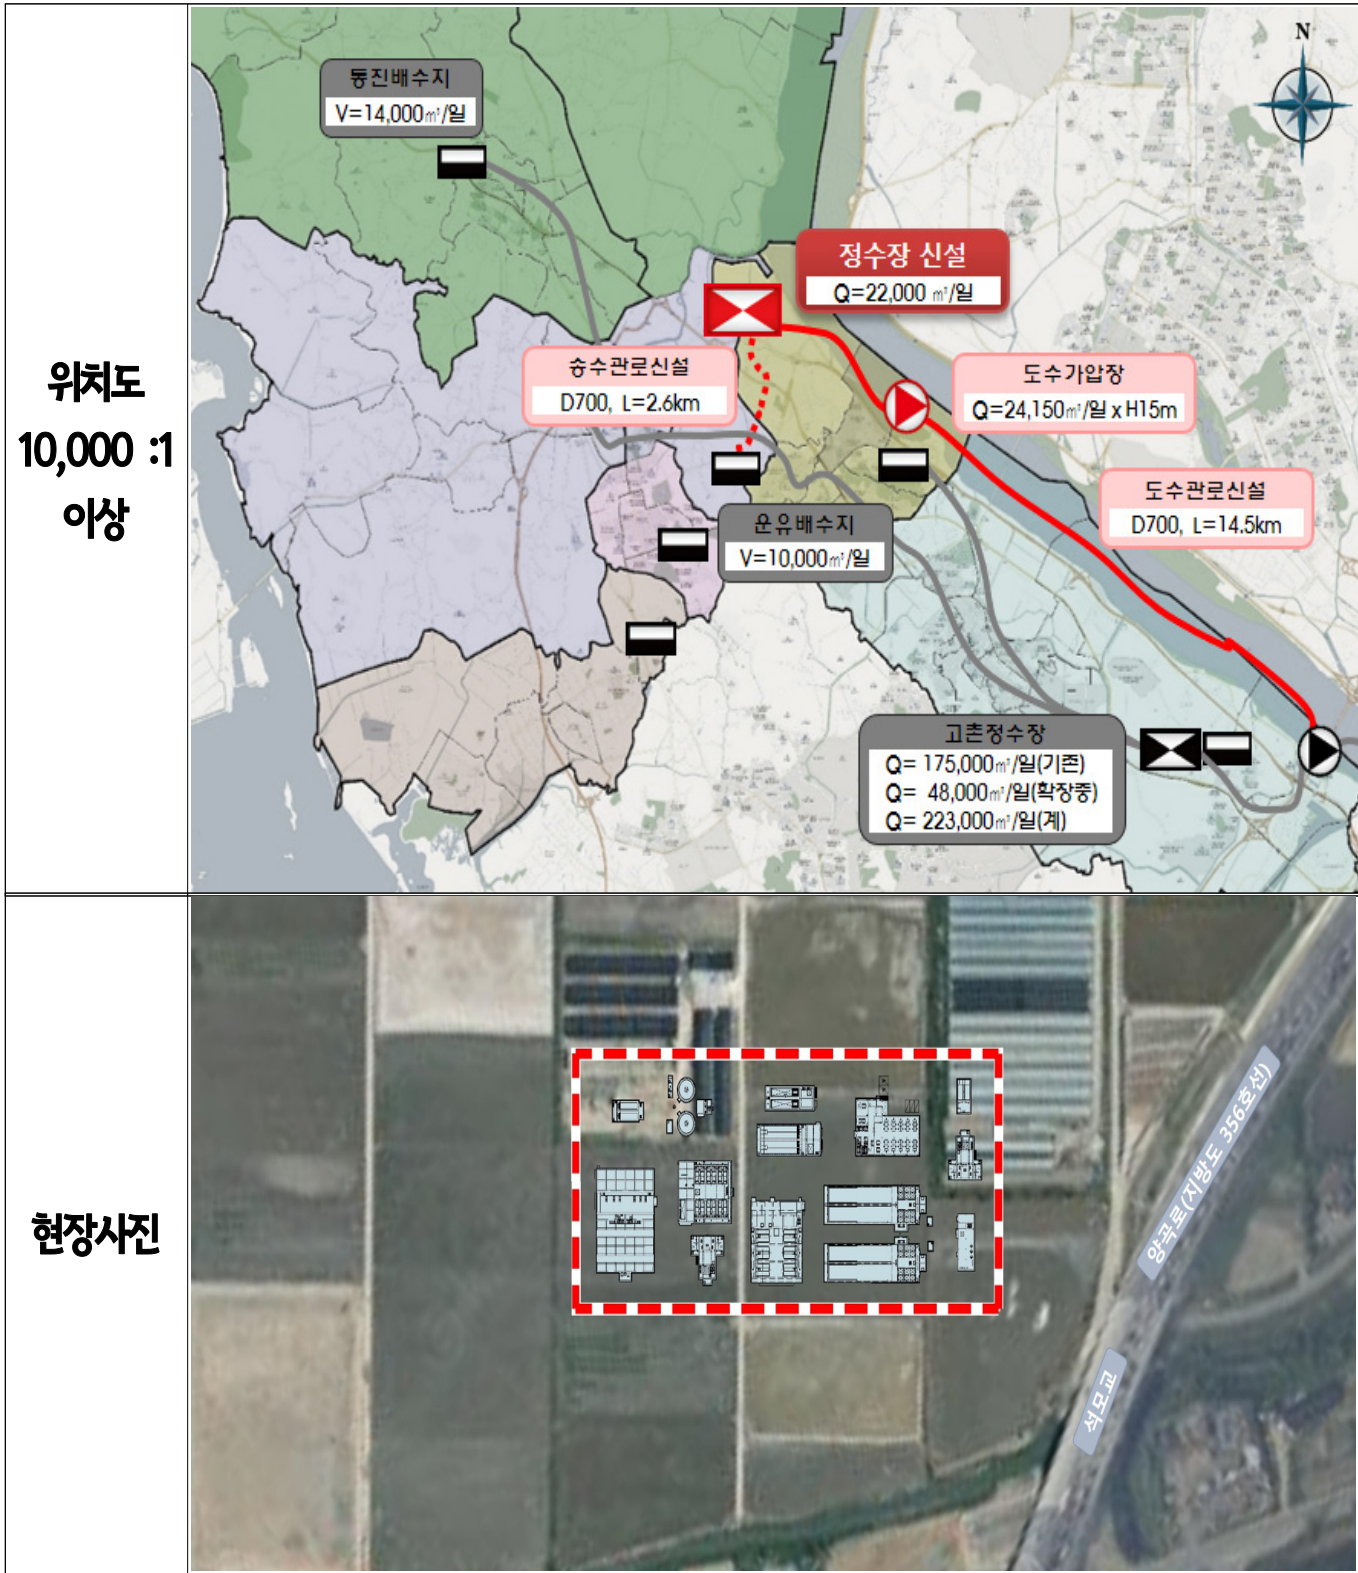 위치도
10,000 :1
이상
N
통진배수지
V=14,000㎥/일
정수장 신설
Q=22,000 ㎥/일
송수관로신설
D700, L=2.6km
도수가압장
Q=24,150㎥/일 x H15m
도수관로신설
D700, L=14.5km
운유배수지
V=10,000㎥/일
고촌정수장
Q= 175,000㎥/일(기존)
Q= 48,000㎥/일(확장중)
Q= 223,000㎥/일(계)
현장사진
양곡로(지방도 356호선)
석모교